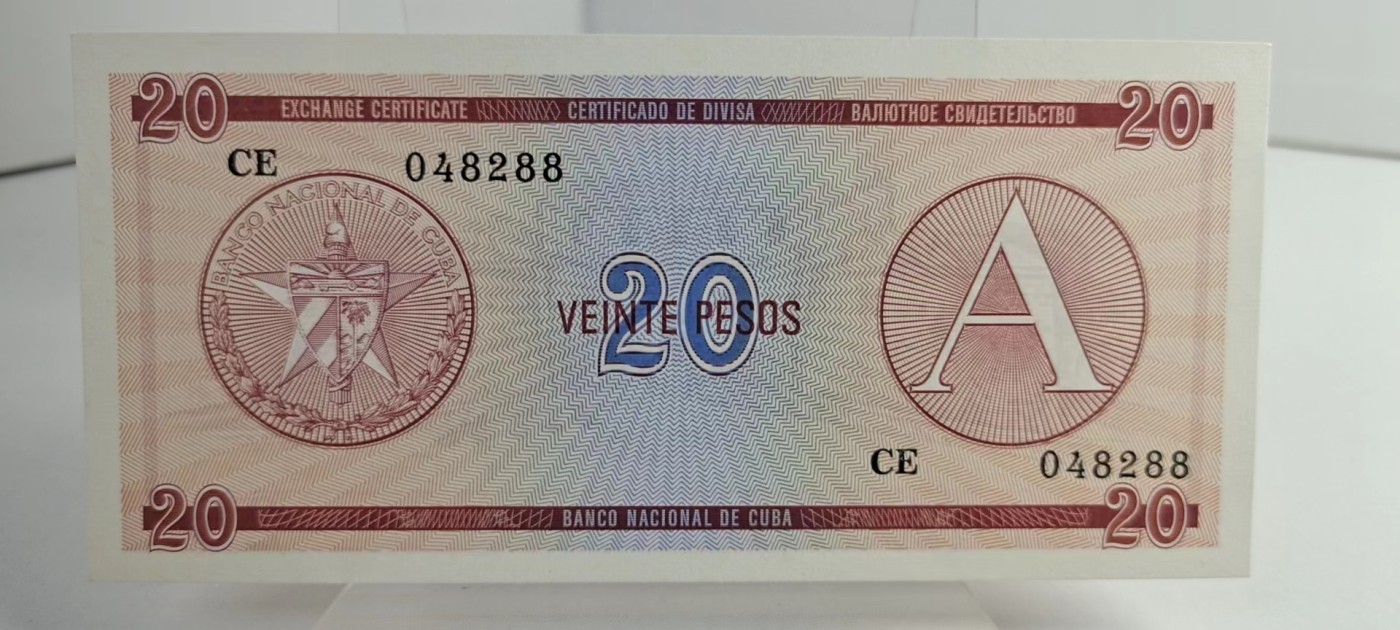 20 EXCHANGE CERTIFICATE CERTIFICADO DE DIVISA ВАЛЮТНОЕ СВИДЕТЕЛЬСТВО 20
CE 048288
BANCO NACIONAL DE CUBA
A
20
VEINTE PESOS
CE 048288
20 BANCO NACIONAL DE CUBA 20